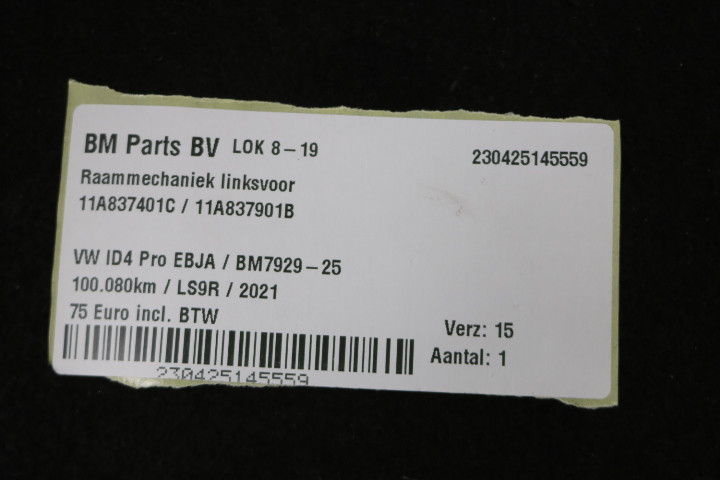 BM Parts BV LOK 8-19 230425145559
Raammechaniek linksvoor
11A837401C / 11A837901B
VW ID4 Pro EBJA / BM7929-25
100.080km / LS9R / 2021
75 Euro incl. BTW
Verz: 15
Aantal: 1
230425145559